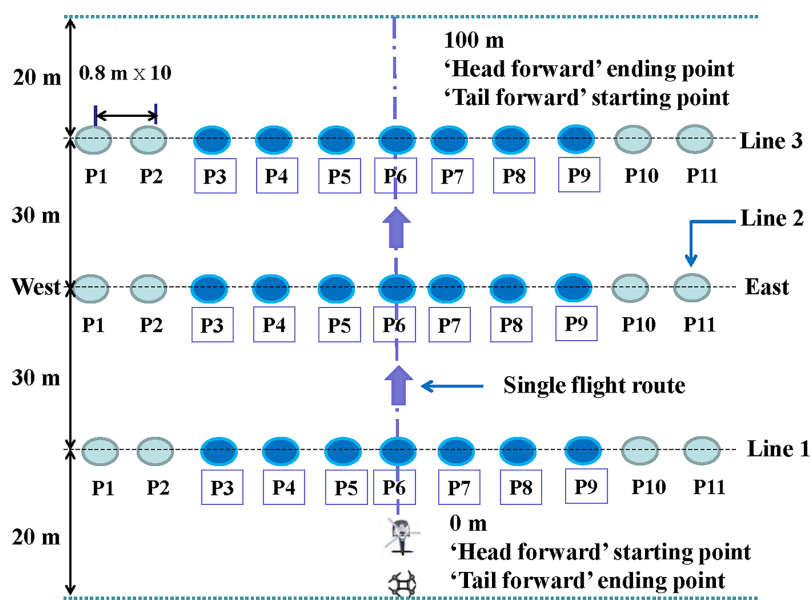 100 m
20 m
0.8 m X 10
'Head forward' ending point
'Tail forward' starting point
Line 3
P1 P2 P3 P4 P5 P6 P7 P8 P9 P10 P11
30 m
Line 2
West
East
P1 P2 P3 P4 P5 P6 P7 P8 P9 P10 P11
30 m
Single flight route
Line 1
P1 P2 P3 P4 P5 P6 P7 P8 P9 P10 P11
20 m
0 m
'Head forward' starting point
'Tail forward' ending point